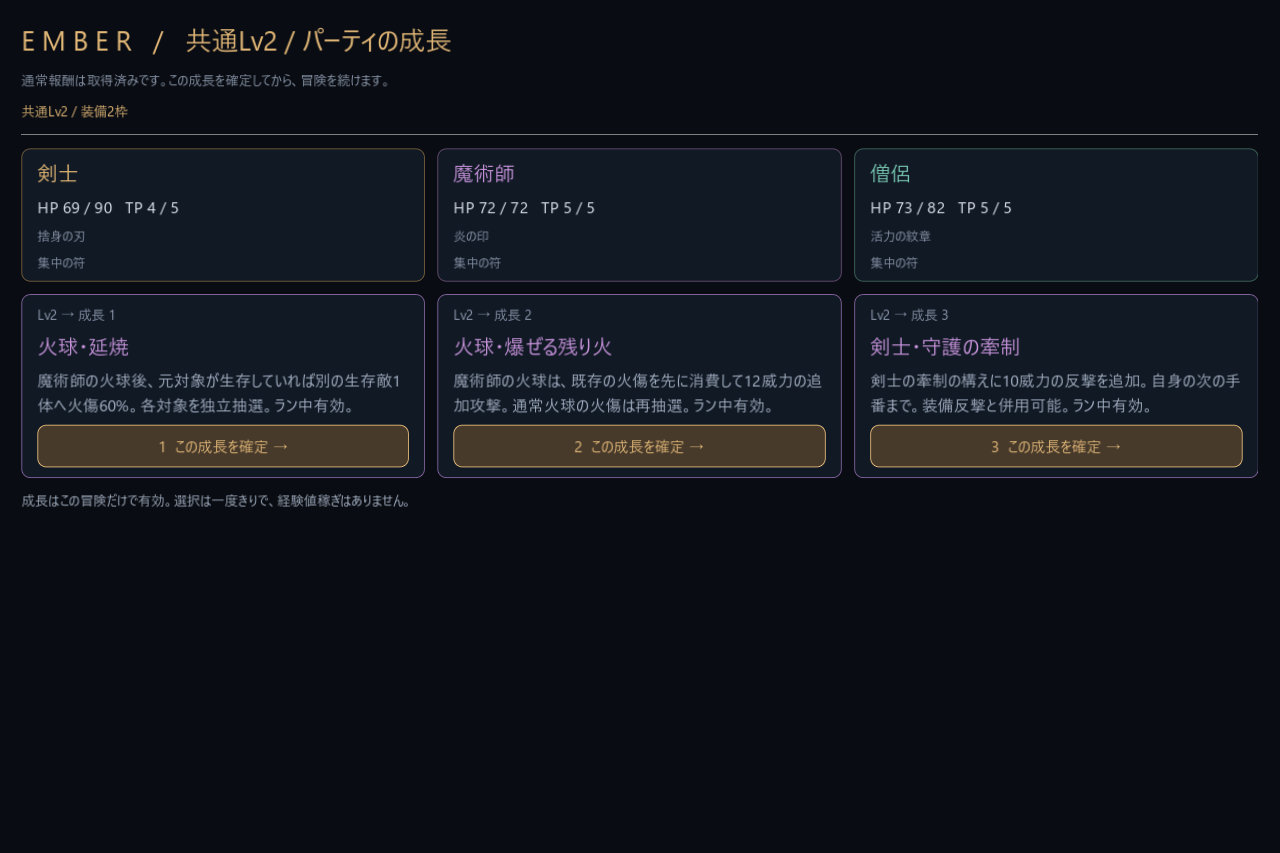 EMBER / 共通Lv2 / パーティの成長
通常報酬は取得済みです。この成長を確定してから、冒険を続けます。
共通Lv2 / 装備2枠
剣士
HP 69 / 90 TP 4 / 5
捨身の刃
集中の符
魔術師
HP 72 / 72 TP 5 / 5
炎の印
集中の符
僧侶
HP 73 / 82 TP 5 / 5
活力の紋章
集中の符
Lv2 → 成長 1
火球・延焼
魔術師の火球後、元対象が生存していれば別の生存敵1
体へ火傷60%。各対象を独立抽選。ラン中有効。
1 この成長を確定 →
Lv2 → 成長 2
火球・爆ぜる残り火
魔術師の火球は、既存の火傷を先に消費して12威力の追
加攻撃。通常火球の火傷は再抽選。ラン中有効。
2 この成長を確定 →
Lv2 → 成長 3
剣士・守護の牽制
剣士の牽制の構えに10威力の反撃を追加。自身の次の手
番まで。装備反撃と併用可能。ラン中有効。
3 この成長を確定 →
成長はこの冒険だけで有効。選択は一度きりで、経験値稼ぎはありません。